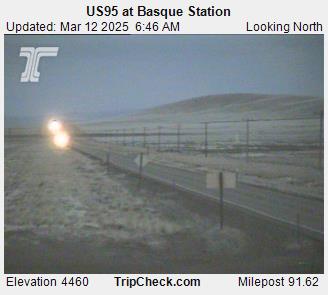 US95 at Basque Station
Updated: Mar 12 2025 6:46 AM Looking North
Elevation 4460 TripCheck.com Milepost 91.62